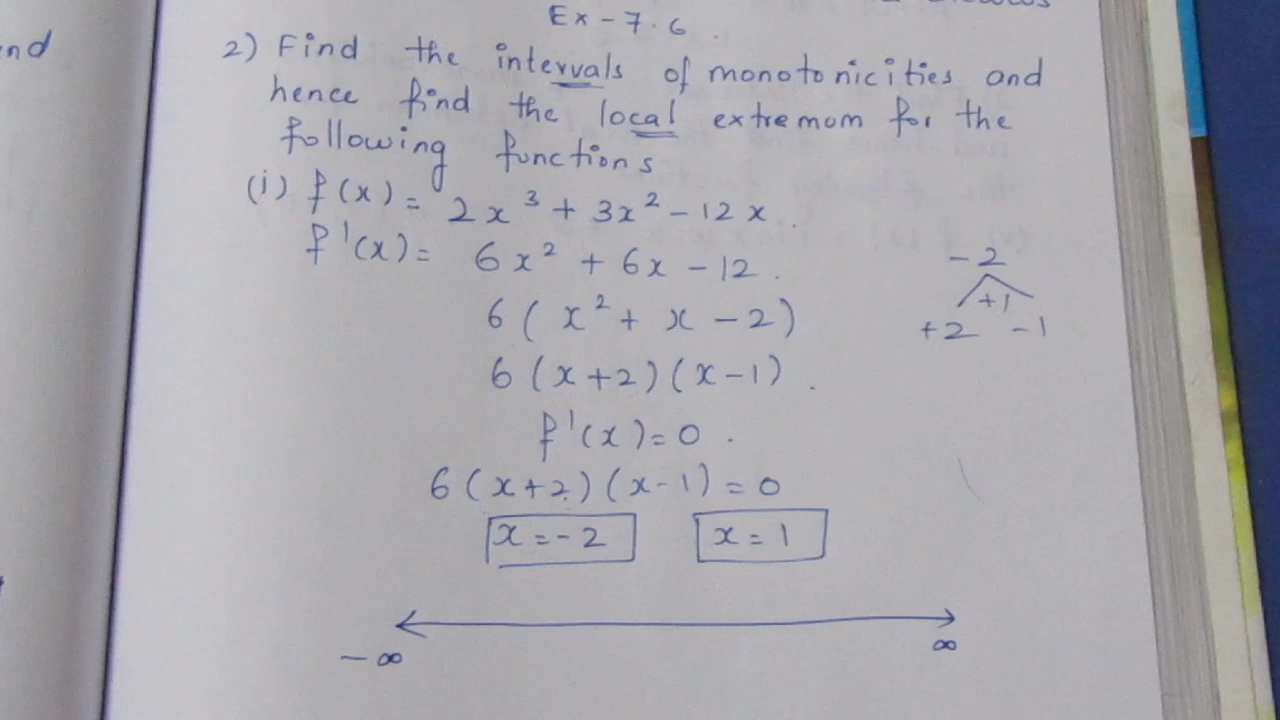 Ex - 7.6.
nd
2) Find the intervals of monotonicities and
hence find the local extremum for the
following functions
(i) f(x) = 2x³ + 3x² - 12x.
f'(x) = 6x² + 6x - 12.
-2
6(x² + x - 2)
+1
+2 -1
6(x+2)(x-1).
f'(x) = 0.
6(x+2)(x-1) = 0
x = -2 x = 1
-∞ ∞